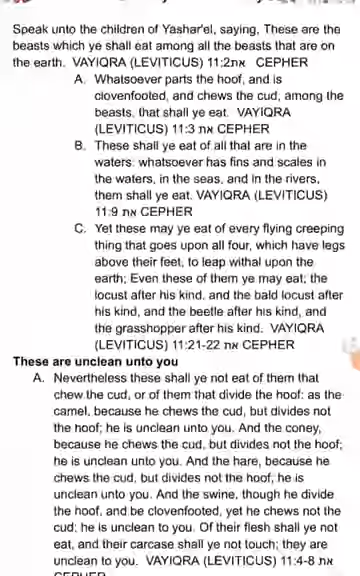 Speak unto the children of Yashar'el, saying, These are the
beasts which ye shall eat among all the beasts that are on
the earth. VAYIQRA (LEVITICUS) 11:2את CEPHER
A. Whatsoever parts the hoof, and is
clovenfooted, and chews the cud, among the
beasts, that shall ye eat. VAYIQRA
(LEVITICUS) 11:3 את CEPHER
B. These shall ye eat of all that are in the
waters: whatsoever has fins and scales in
the waters, in the seas, and in the rivers,
them shall ye eat. VAYIQRA (LEVITICUS)
11:9 את CEPHER
C. Yet these may ye eat of every flying creeping
thing that goes upon all four, which have legs
above their feet, to leap withal upon the
earth; Even these of them ye may eat; the
locust after his kind, and the bald locust after
his kind, and the beetle after his kind, and
the grasshopper after his kind. VAYIQRA
(LEVITICUS) 11:21-22 את CEPHER
These are unclean unto you
A. Nevertheless these shall ye not eat of them that
chew the cud, or of them that divide the hoof: as the
camel, because he chews the cud, but divides not
the hoof; he is unclean unto you. And the coney,
because he chews the cud, but divides not the hoof;
he is unclean unto you. And the hare, because he
chews the cud, but divides not the hoof; he is
unclean unto you. And the swine, though he divide
the hoof, and be clovenfooted, yet he chews not the
cud; he is unclean to you. Of their flesh shall ye not
eat, and their carcase shall ye not touch; they are
unclean to you. VAYIQRA (LEVITICUS) 11:4-8 את
CEPHER